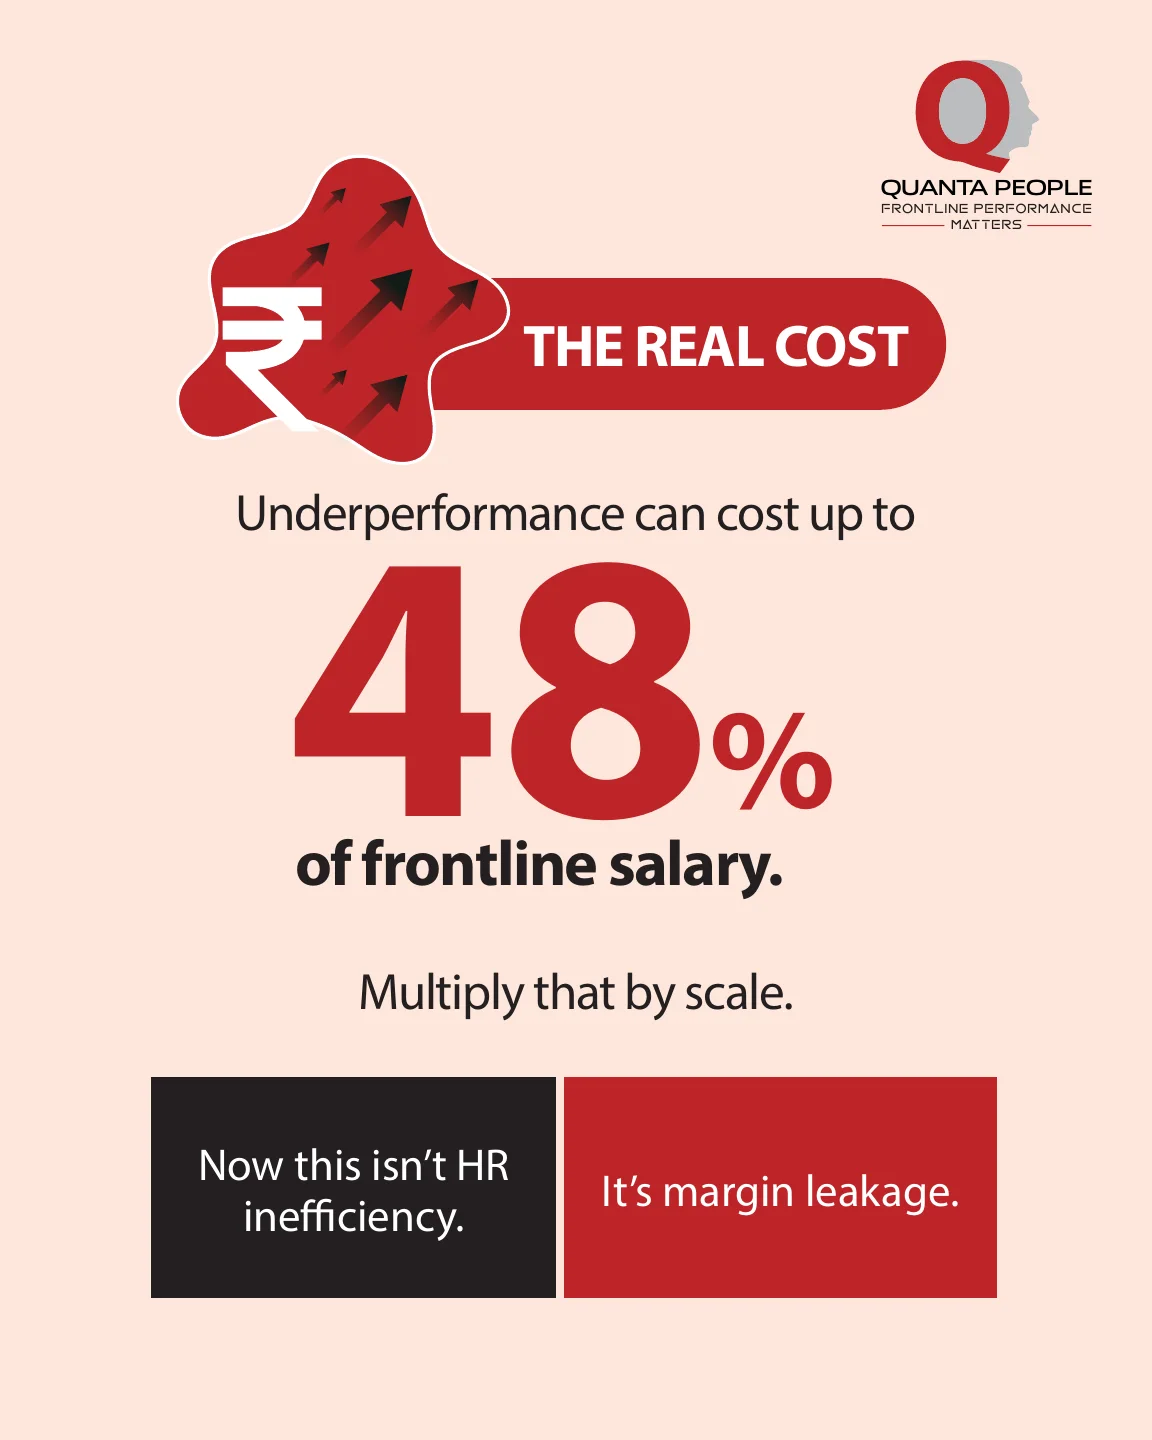 QUANTA PEOPLE
FRONTLINE PERFORMANCE
MATTERS
₹
THE REAL COST
Underperformance can cost up to
48%
of frontline salary.
Multiply that by scale.
Now this isn’t HR
inefficiency.
It’s margin leakage.